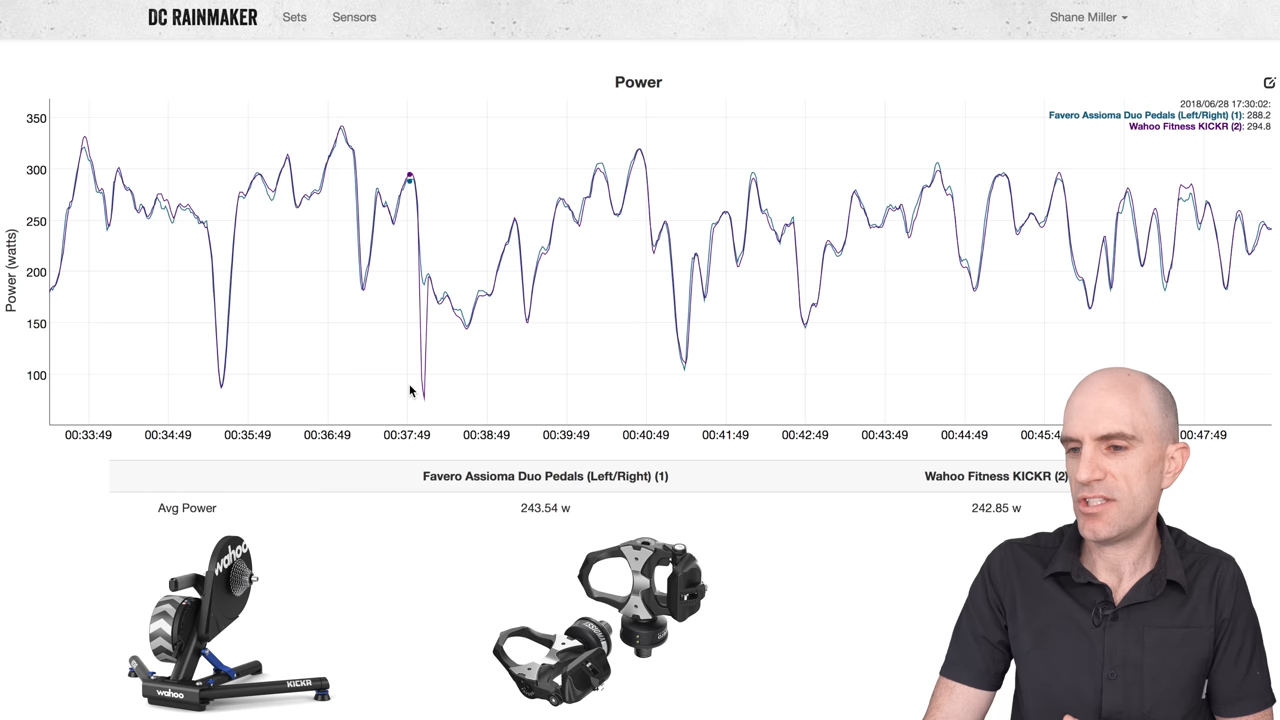 DC RAINMAKER Sets Sensors Shane Miller
Power
2018/06/28 17:30:02:
Favero Assioma Duo Pedals (Left/Right) (1): 288.2
Wahoo Fitness KICKR (2): 294.8
350
300
250
200
150
100
Power (watts)
00:33:49 00:34:49 00:35:49 00:36:49 00:37:49 00:38:49 00:39:49 00:40:49 00:41:49 00:42:49 00:43:49 00:44:49 00:45:4 00:47:49
Favero Assioma Duo Pedals (Left/Right) (1) Wahoo Fitness KICKR (2)
Avg Power 243.54 w 242.85 w
wahoo
wahoo
KICKR
ASSIOMA